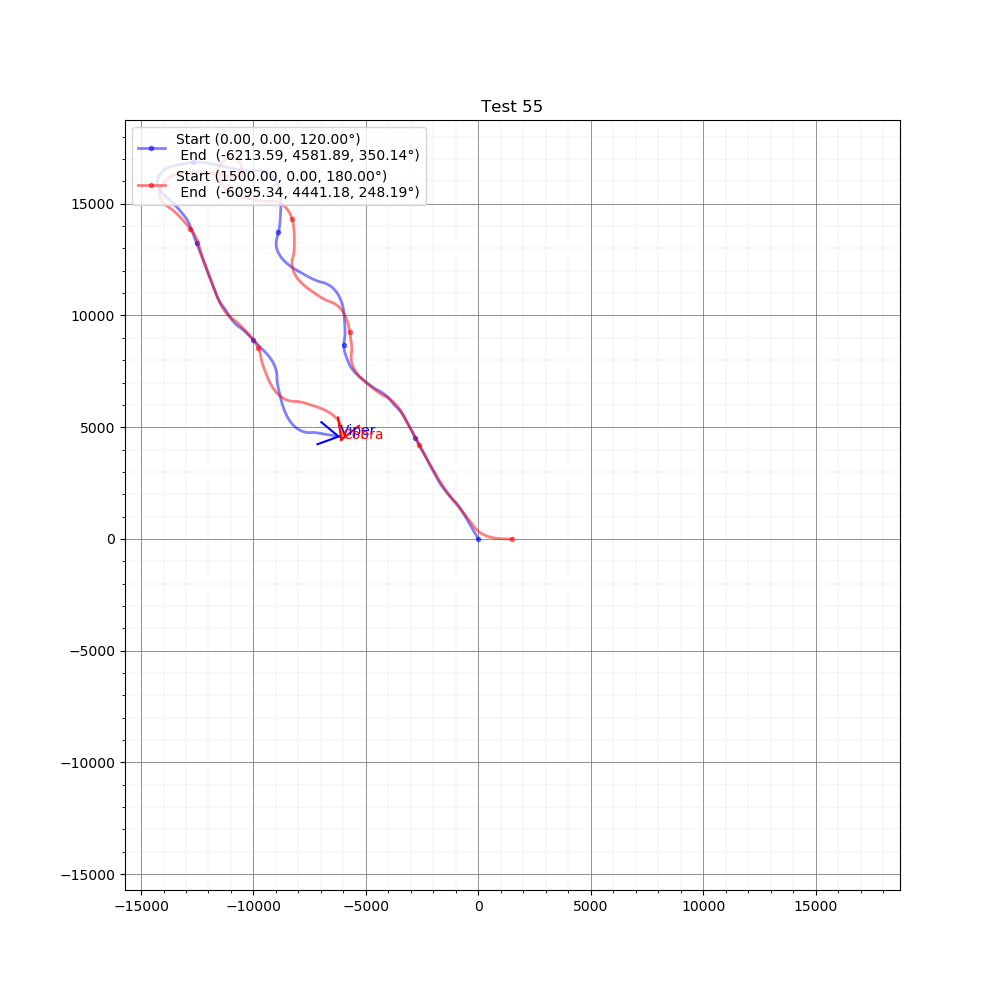 Test 55
Start (0.00, 0.00, 120.00°)
End (-6213.59, 4581.89, 350.14°)
Start (1500.00, 0.00, 180.00°)
End (-6095.34, 4441.18, 248.19°)
15000
10000
5000
0
−5000
−10000
−15000
Viper
Cobra
−15000 −10000 −5000 0 5000 10000 15000